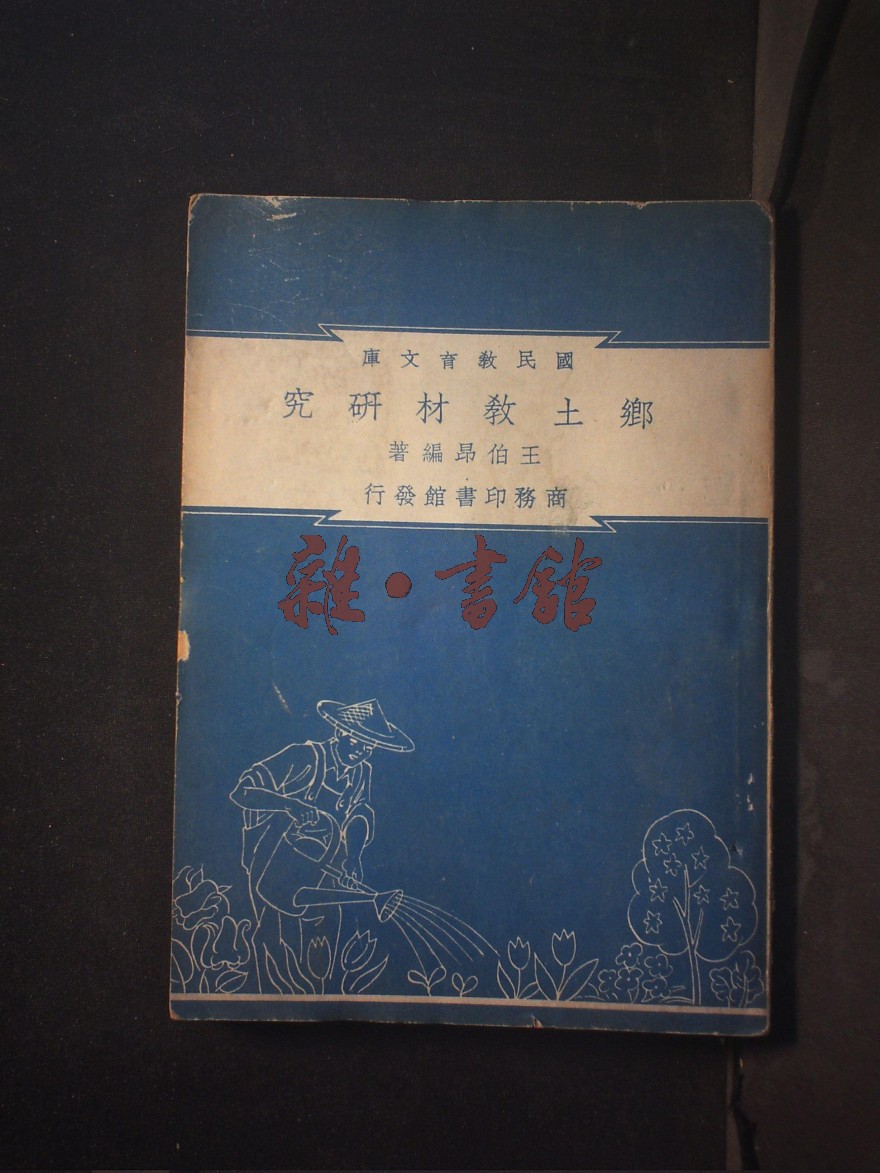 國民教育文庫
鄉土教材研究
王伯昂編著
商務印書館發行
雜·書館